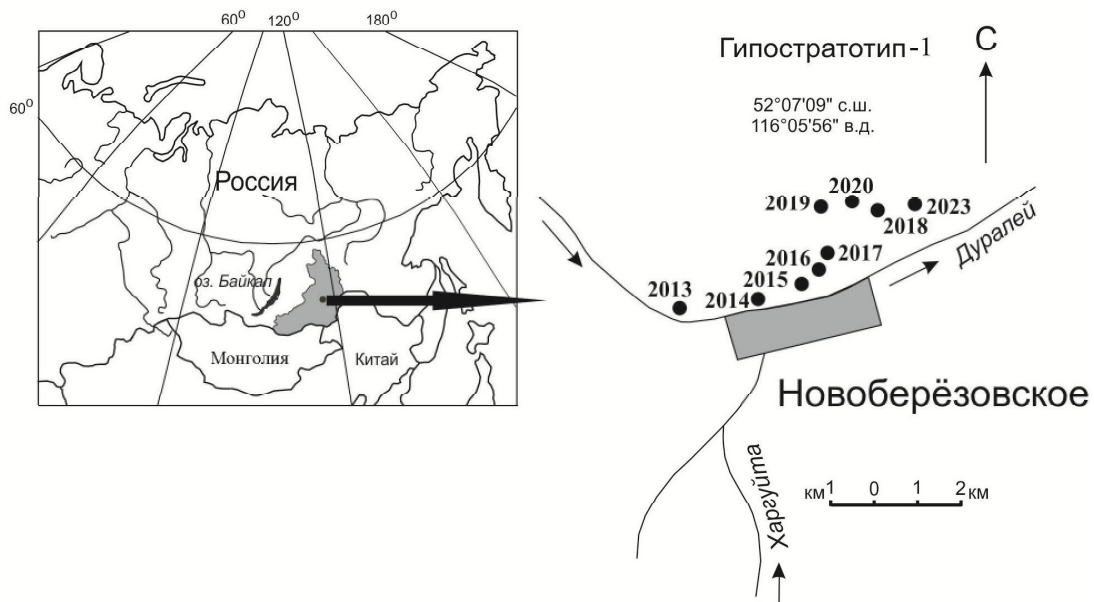 60⁰ 120⁰ 180⁰
60⁰
Россия
оз. Байкал
Монголия
Китай
Гипостратотип-1
С
52°07'09" с.ш.
116°05'56" в.д.
2019
2020
2018
2023
2017
2016
2015
2014
2013
Дуралей
Новоберёзовское
Харгуйта
км 1 0 1 2 км